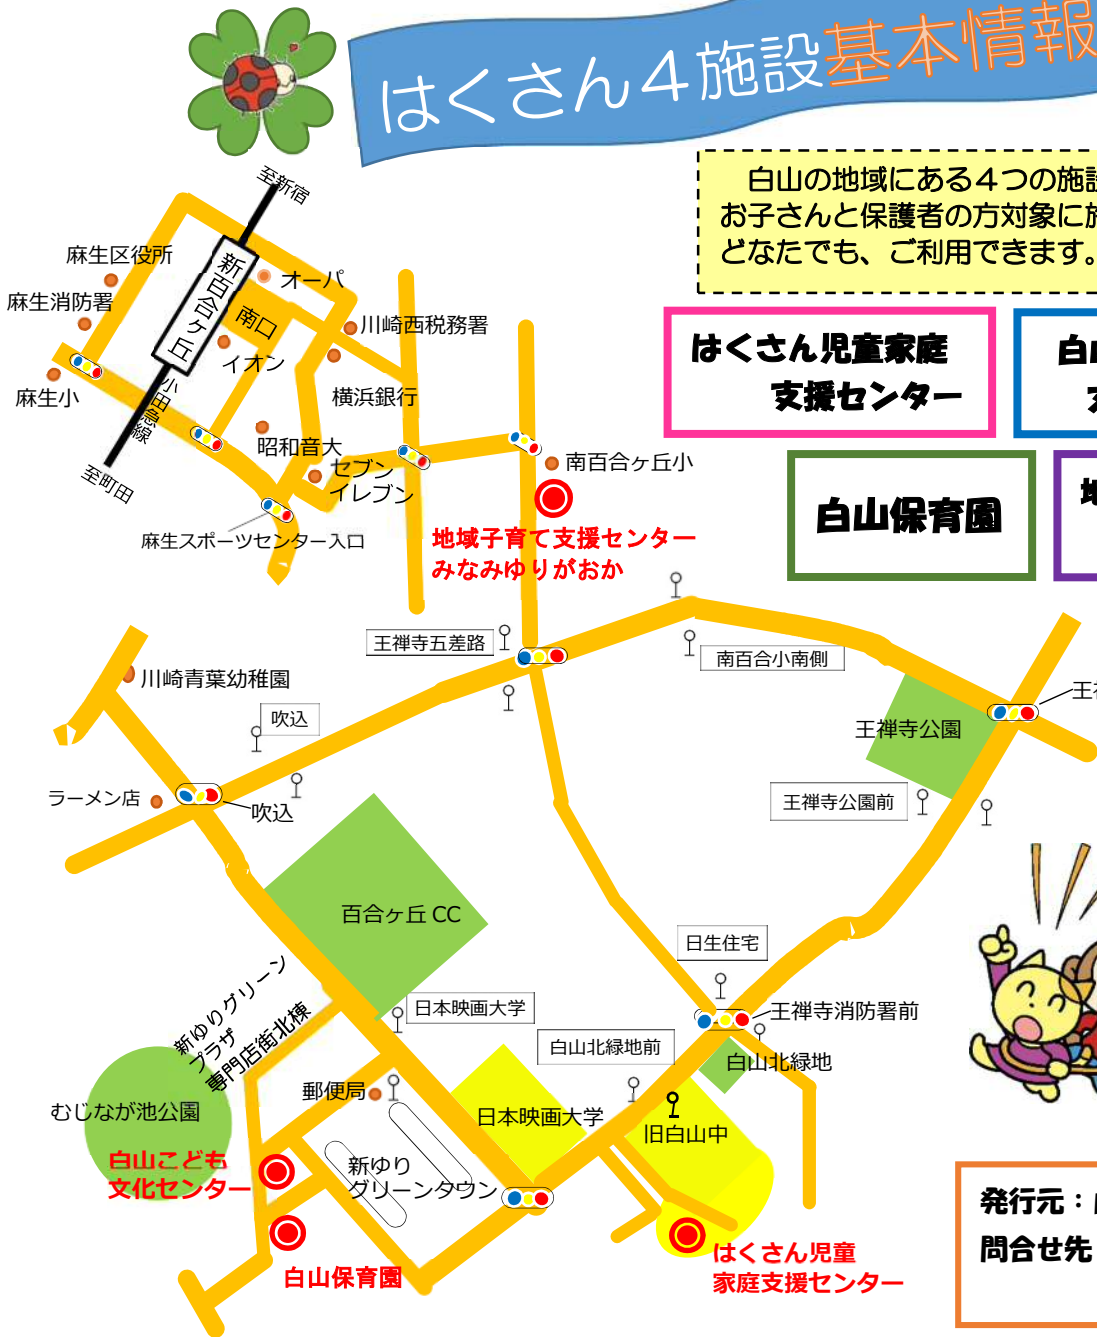 はくさん４施設基本情報
白山の地域にある４つの施設
お子さんと保護者の方対象に施
どなたでも、ご利用できます。
はくさん児童家庭
支援センター
白山
白山保育園
地
至新宿
麻生区役所
麻生消防署
新百合ヶ丘
オーパ
南口
川崎西税務署
イオン
麻生小
小田急線
横浜銀行
昭和音大
至町田
セブン
イレブン
南百合ヶ丘小
麻生スポーツセンター入口
地域子育て支援センター
みなみゆりがおか
王禅寺五差路
南百合小南側
川崎青葉幼稚園
吹込
王禅寺公園
王禅
ラーメン店
吹込
王禅寺公園前
百合ヶ丘 CC
日生住宅
新ゆりグリーン
プラザ
専門店街北棟
日本映画大学
王禅寺消防署前
白山北緑地前
白山北緑地
郵便局
むじなが池公園
日本映画大学
旧白山中
白山こども
文化センター
新ゆり
グリーンタウン
白山保育園
はくさん児童
家庭支援センター
発行元：
問合せ先